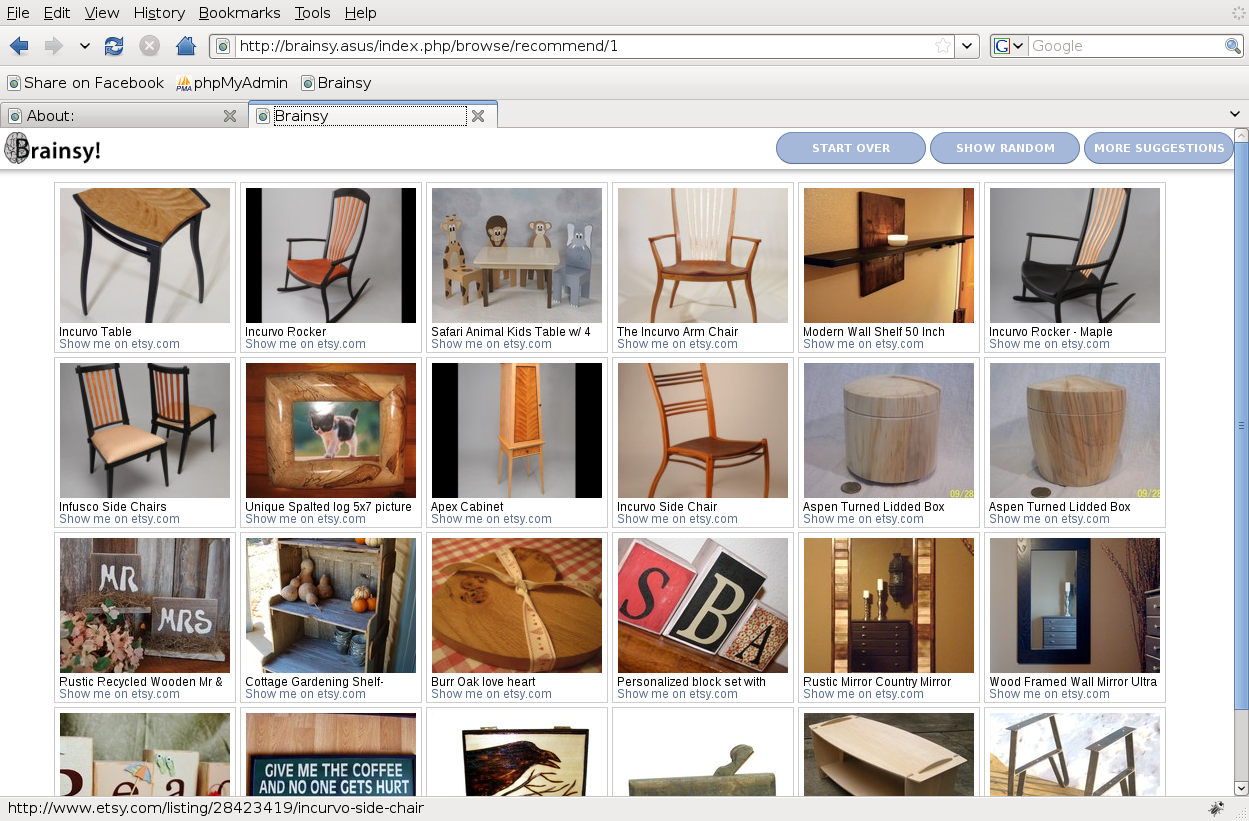 File Edit View History Bookmarks Tools Help
http://brainsy.asus/index.php/browse/recommend/1
G Google
Share on Facebook PMA phpMyAdmin Brainsy
About: Brainsy
Brainsy! START OVER SHOW RANDOM MORE SUGGESTIONS
Incurvo Table
Show me on etsy.com
Incurvo Rocker
Show me on etsy.com
Safari Animal Kids Table w/ 4
Show me on etsy.com
The Incurvo Arm Chair
Show me on etsy.com
Modern Wall Shelf 50 Inch
Show me on etsy.com
Incurvo Rocker - Maple
Show me on etsy.com
Infusco Side Chairs
Show me on etsy.com
Unique Spalted log 5x7 picture
Show me on etsy.com
Apex Cabinet
Show me on etsy.com
Incurvo Side Chair
Show me on etsy.com
09/28
Aspen Turned Lidded Box
Show me on etsy.com
09/28
Aspen Turned Lidded Box
Show me on etsy.com
MR
MRS
Rustic Recycled Wooden Mr &
Show me on etsy.com
Cottage Gardening Shelf-
Show me on etsy.com
Burr Oak love heart
Show me on etsy.com
S B A
Personalized block set with
Show me on etsy.com
Rustic Mirror Country Mirror
Show me on etsy.com
Wood Framed Wall Mirror Ultra
Show me on etsy.com
GIVE ME THE COFFEE
AND NO ONE GETS HURT
http://www.etsy.com/listing/28423419/incurvo-side-chair